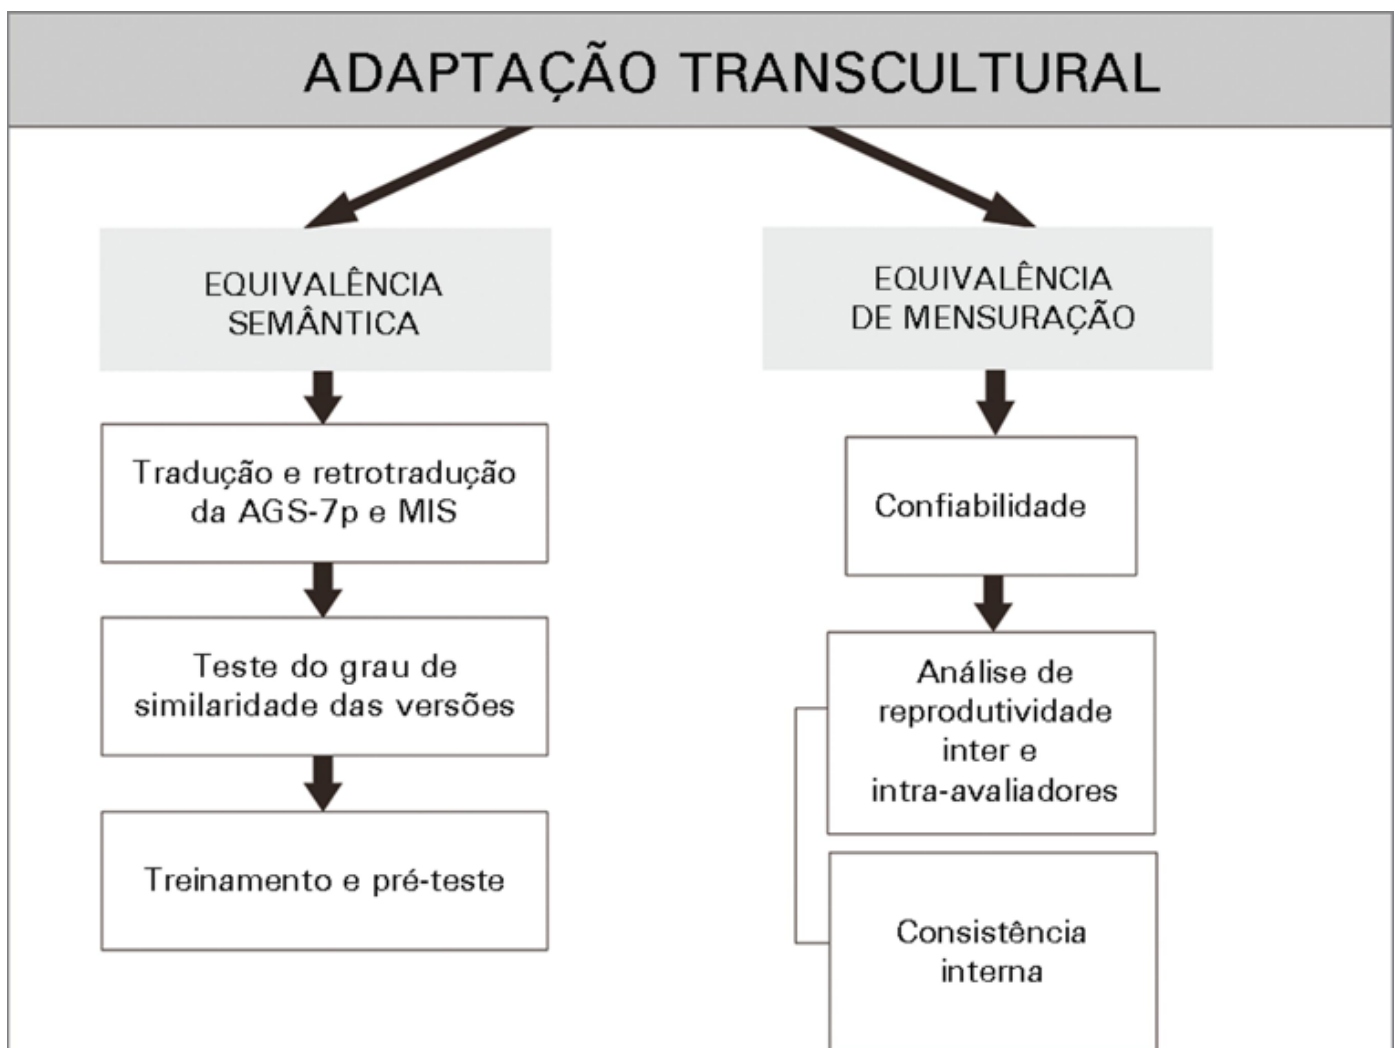 ADAPTAÇÃO TRANSCULTURAL
EQUIVALÊNCIA
SEMÂNTICA
Tradução e retrotradução
da AGS-7p e MIS
Teste do grau de
similaridade das versões
Treinamento e pré-teste
EQUIVALÊNCIA
DE MENSURAÇÃO
Confiabilidade
Análise de
reprodutividade
inter e
intra-avaliadores
Consistência
interna